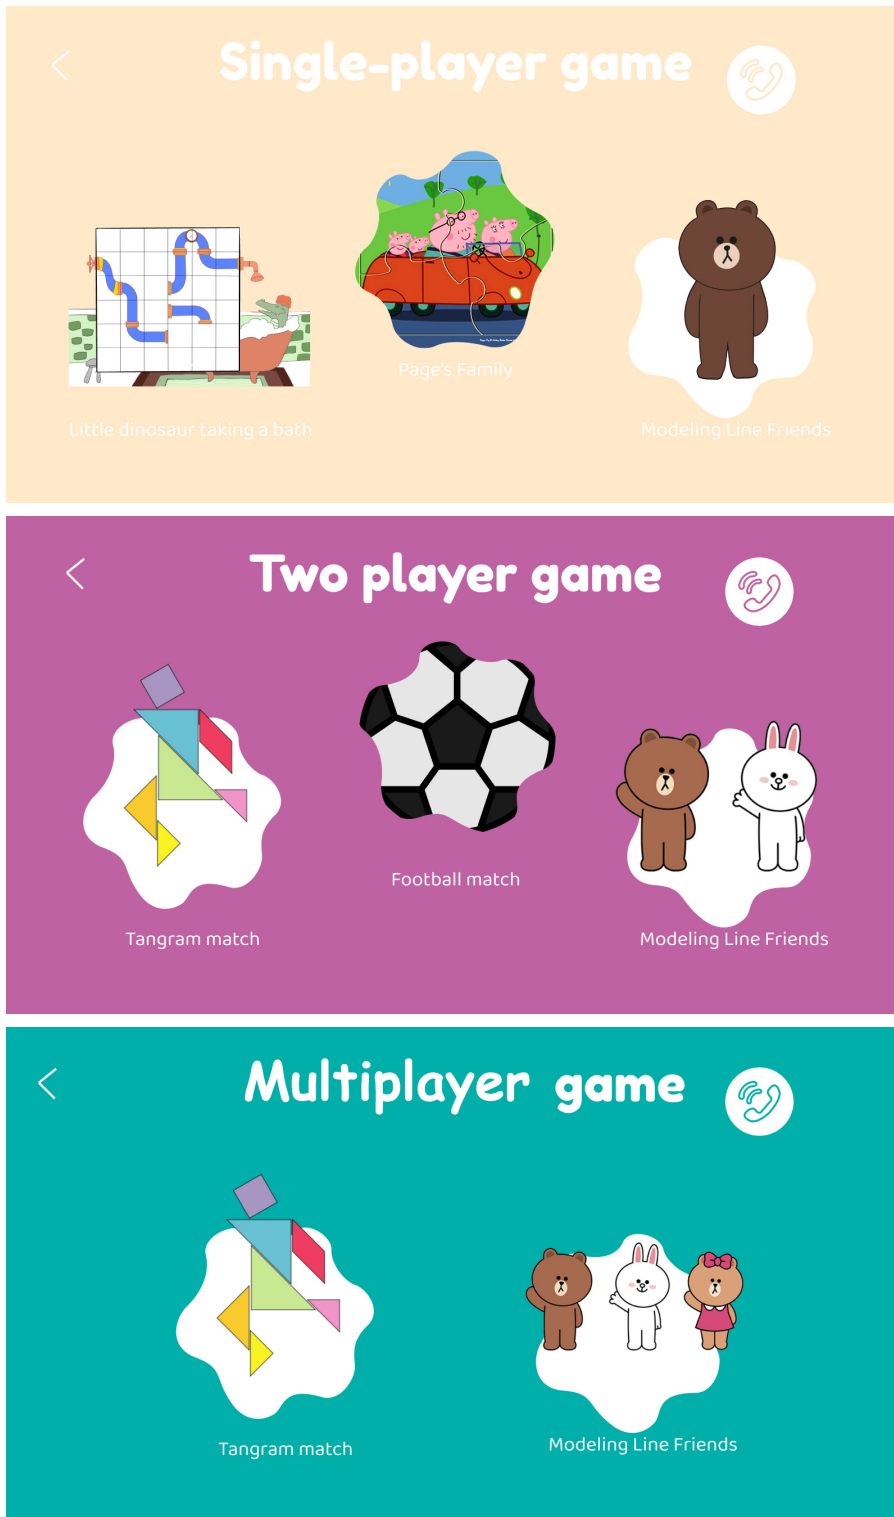 Single-player game
Page's Family
Little dinosaur taking a bath
Modeling Line Friends
Two player game
Football match
Tangram match
Modeling Line Friends
Multiplayer game
Tangram match
Modeling Line Friends